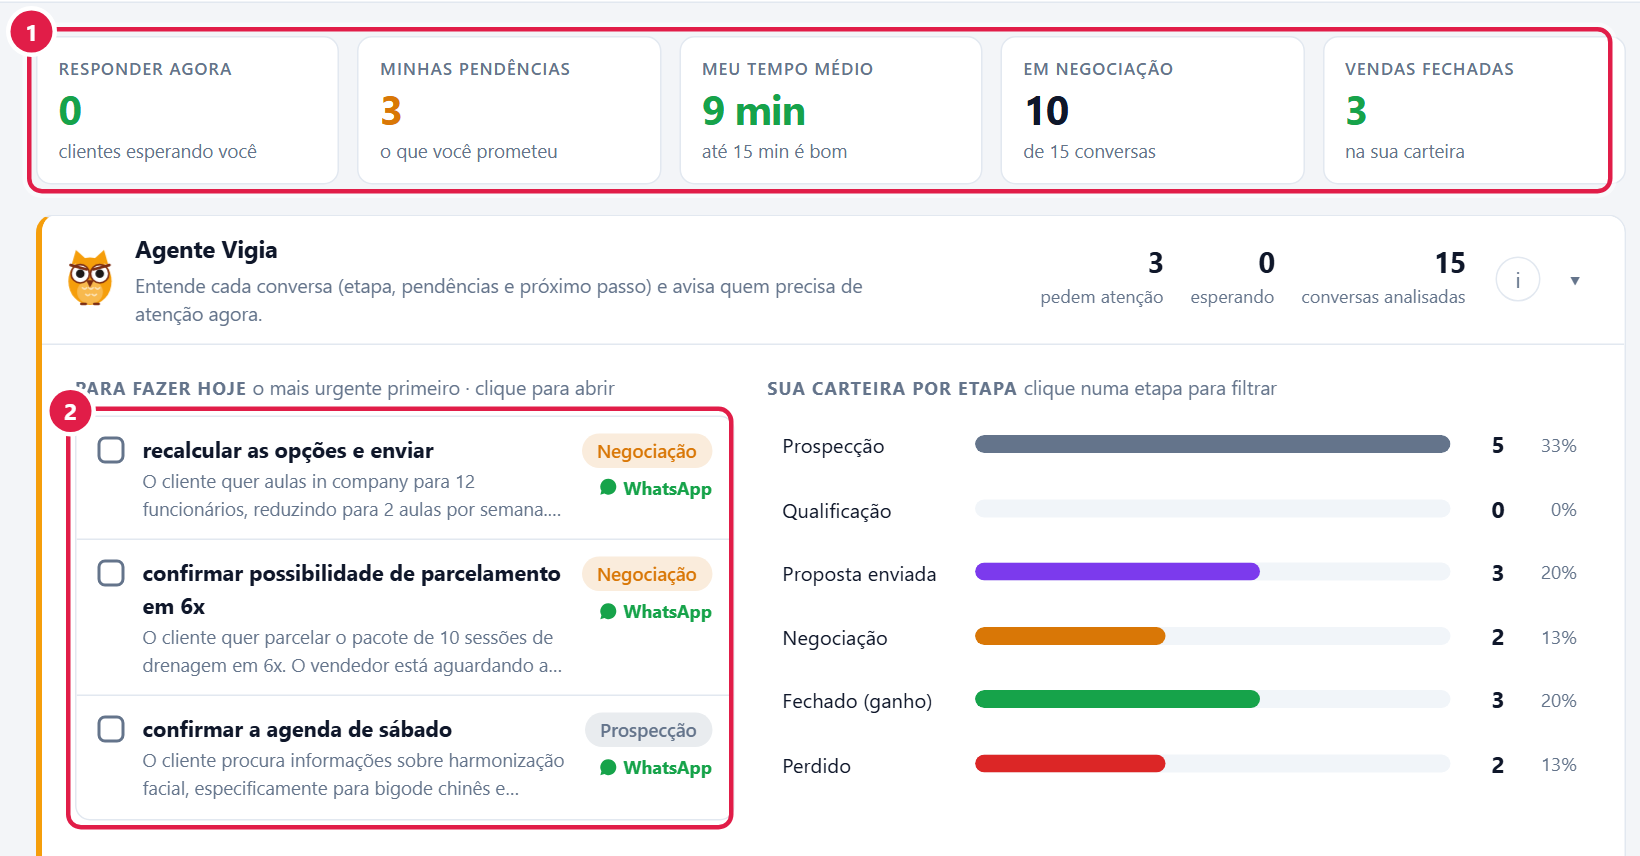 1
RESPONDER AGORA
0
clientes esperando você
MINHAS PENDÊNCIAS
3
o que você prometeu
MEU TEMPO MÉDIO
9 min
até 15 min é bom
EM NEGOCIAÇÃO
10
de 15 conversas
VENDAS FECHADAS
3
na sua carteira
Agente Vigia
Entende cada conversa (etapa, pendências e próximo passo) e avisa quem precisa de
atenção agora.
3
pedem atenção
0
esperando
15
conversas analisadas
i
PARA FAZER HOJE o mais urgente primeiro · clique para abrir
2
recalcular as opções e enviar
Negociação
O cliente quer aulas in company para 12
funcionários, reduzindo para 2 aulas por semana....
WhatsApp
confirmar possibilidade de parcelamento
em 6x
Negociação
WhatsApp
O cliente quer parcelar o pacote de 10 sessões de
drenagem em 6x. O vendedor está aguardando a...
confirmar a agenda de sábado
Prospecção
O cliente procura informações sobre harmonização
facial, especificamente para bigode chinês e...
WhatsApp
SUA CARTEIRA POR ETAPA clique numa etapa para filtrar
Prospecção 5 33%
Qualificação 0 0%
Proposta enviada 3 20%
Negociação 2 13%
Fechado (ganho) 3 20%
Perdido 2 13%